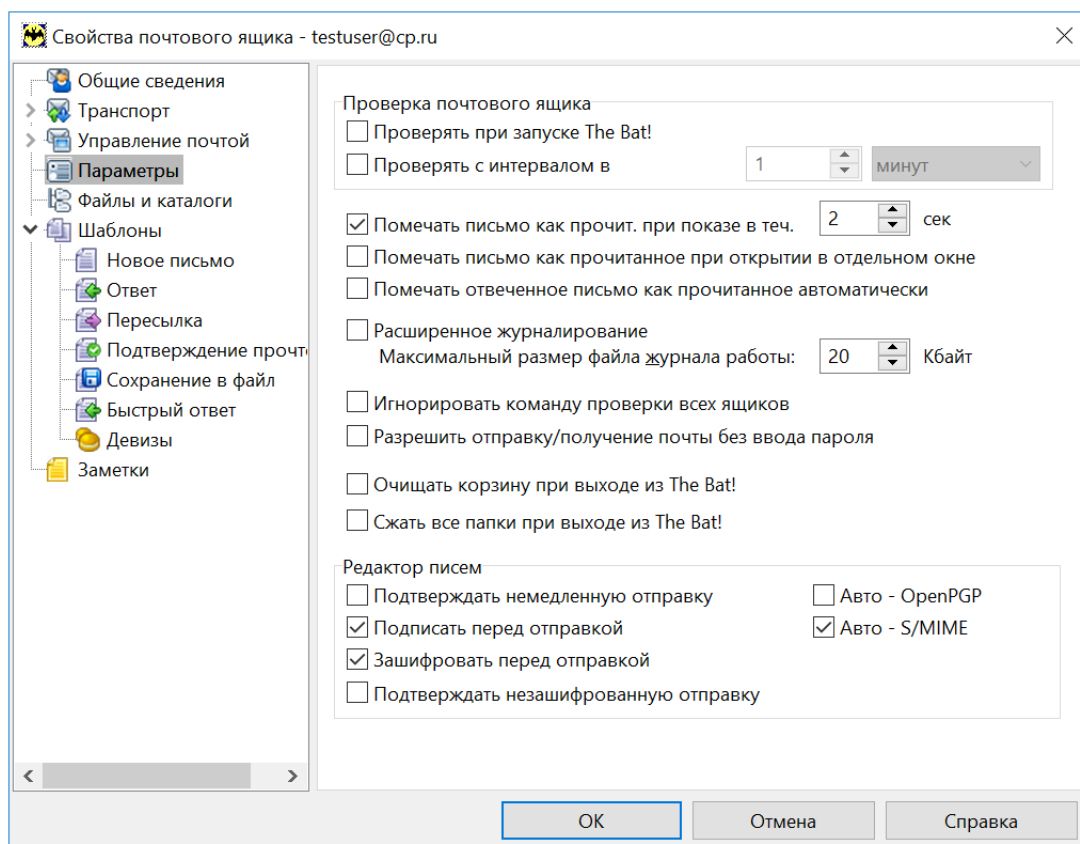 Свойства почтового ящика - testuser@cp.ru
Общие сведения
Транспорт
Управление почтой
Параметры
Файлы и каталоги
Шаблоны
Новое письмо
Ответ
Пересылка
Подтверждение прочт
Сохранение в файл
Быстрый ответ
Девизы
Заметки
Проверка почтового ящика
Проверять при запуске The Bat!
Проверять с интервалом в 1 минут
Помечать письмо как прочит. при показе в теч. 2 сек
Помечать письмо как прочитанное при открытии в отдельном окне
Помечать отвеченное письмо как прочитанное автоматически
Расширенное журналирование
Максимальный размер файла журнала работы: 20 Кбайт
Игнорировать команду проверки всех ящиков
Разрешить отправку/получение почты без ввода пароля
Очищать корзину при выходе из The Bat!
Сжать все папки при выходе из The Bat!
Редактор писем
Подтверждать немедленную отправку Авто - OpenPGP
Подписать перед отправкой Авто - S/MIME
Зашифровать перед отправкой
Подтверждать незашифрованную отправку
ОК Отмена Справка